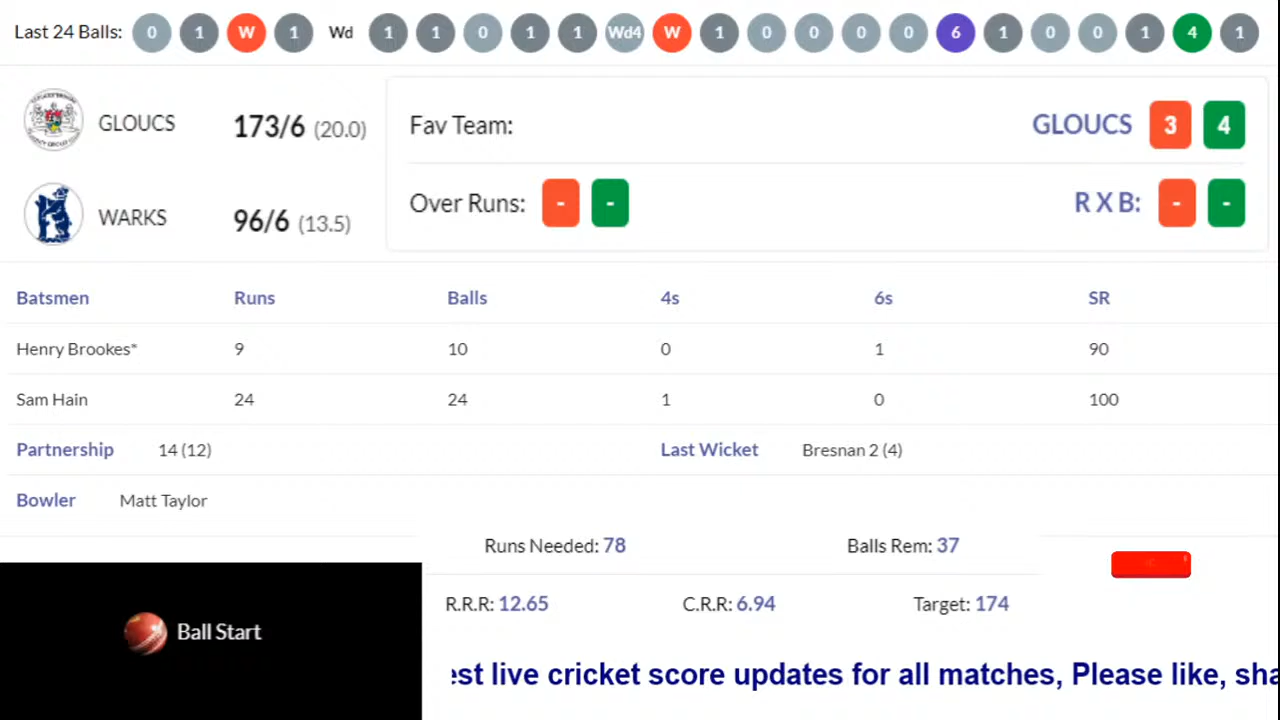 Last 24 Balls: 0 1 W 1 Wd 1 1 0 1 1 Wd4 W 1 0 0 0 0 6 1 0 0 1 4 1
GLOUCS 173/6 (20.0)
Fav Team: GLOUCS 3 4
WARKS 96/6 (13.5)
Over Runs: - - R X B: - -
Batsmen Runs Balls 4s 6s SR
Henry Brookes* 9 10 0 1 90
Sam Hain 24 24 1 0 100
Partnership 14 (12) Last Wicket Bresnan 2 (4)
Bowler Matt Taylor
Runs Needed: 78 Balls Rem: 37
R.R.R: 12.65 C.R.R: 6.94 Target: 174
Ball Start
est live cricket score updates for all matches, Please like, sha